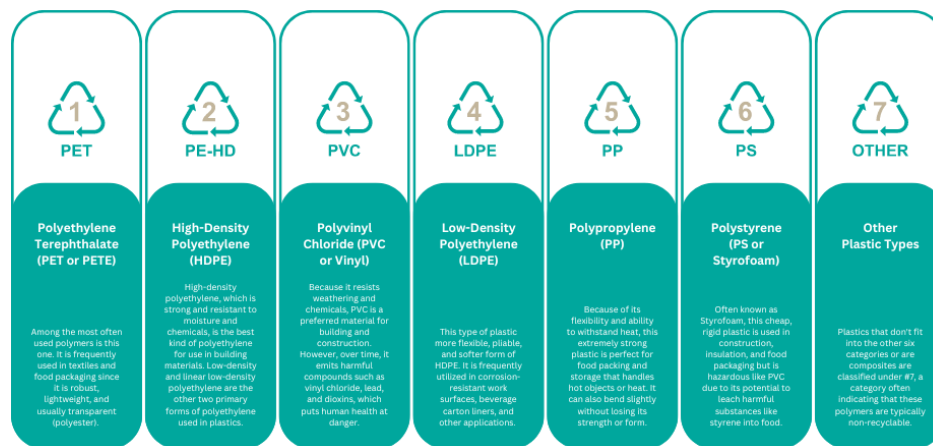 1
PET
Polyethylene
Terephthalate
(PET or PETE)
Among the most often
used polymers is this
one. It is frequently
used in textiles and
food packaging since
it is robust,
lightweight, and
usually transparent
(polyester).
2
PE-HD
High-Density
Polyethylene
(HDPE)
High-density
polyethylene, which is
strong and resistant to
moisture and
chemicals, is the best
kind of polyethylene
for use in building
materials. Low-density
and linear low-density
polyethylene are the
other two primary
forms of polyethylene
used in plastics.
3
PVC
Polyvinyl
Chloride (PVC
or Vinyl)
Because it resists
weathering and
chemicals, PVC is a
preferred material for
building and
construction.
However, over time, it
emits harmful
compounds such as
vinyl chloride, lead,
and dioxins, which
puts human health at
danger.
4
LDPE
Low-Density
Polyethylene
(LDPE)
This type of plastic
more flexible, pliable,
and softer form of
HDPE. It is frequently
utilized in corrosion-
resistant work
surfaces, beverage
carton liners, and
other applications.
5
PP
Polypropylene
(PP)
Because of its
flexibility and ability
to withstand heat, this
extremely strong
plastic is perfect for
food packing and
storage that handles
hot objects or heat. It
can also bend slightly
without losing its
strength or form.
6
PS
Polystyrene
(PS or
Styrofoam)
Often known as
Styrofoam, this cheap,
rigid plastic is used in
construction,
insulation, and food
packaging but is
hazardous like PVC
due to its potential to
leach harmful
substances like
styrene into food.
7
OTHER
Other
Plastic Types
Plastics that don't fit
into the other six
categories or are
composites are
classified under #7,
a category often
indicating that these
polymers are typically
non-recyclable.